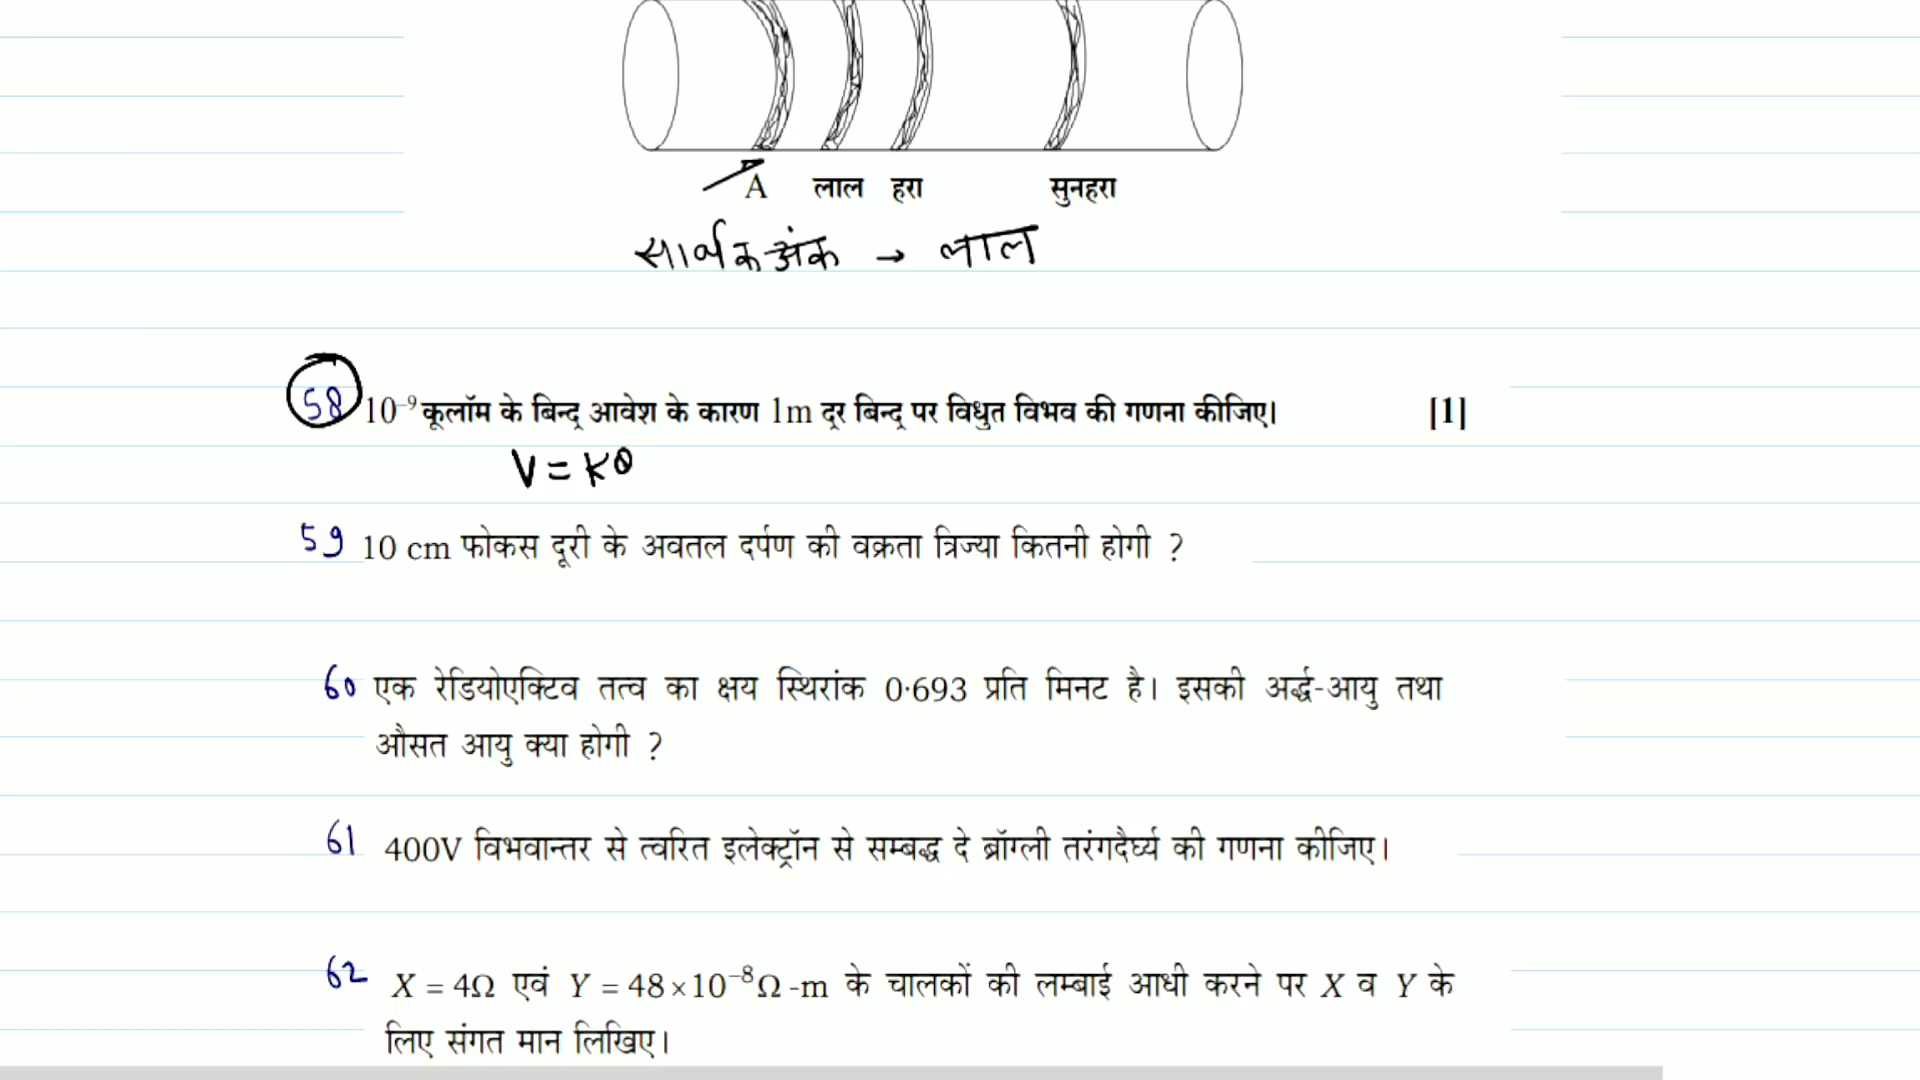 A लाल हरा सुनहरा
सार्थक अंक → लाल
58 10⁻⁹ कूलॉम के बिन्दु आवेश के कारण 1m दूर बिन्दु पर विधुत विभव की गणना कीजिए। [1]
V = KQ
59 10 cm फोकस दूरी के अवतल दर्पण की वक्रता त्रिज्या कितनी होगी ?
60 एक रेडियोएक्टिव तत्व का क्षय स्थिरांक 0·693 प्रति मिनट है। इसकी अर्द्ध-आयु तथा
औसत आयु क्या होगी ?
61 400V विभवान्तर से त्वरित इलेक्ट्रॉन से सम्बद्ध दे ब्रॉग्ली तरंगदैर्घ्य की गणना कीजिए।
62 X = 4Ω एवं Y = 48×10⁻⁸Ω-m के चालकों की लम्बाई आधी करने पर X व Y के
लिए संगत मान लिखिए।